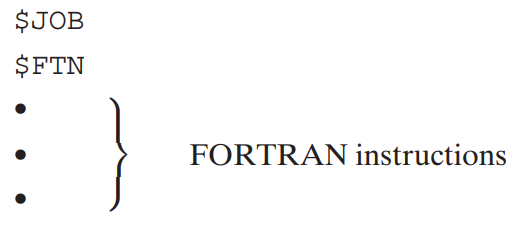 $JOB
$FTN
•
• FORTRAN instructions
•